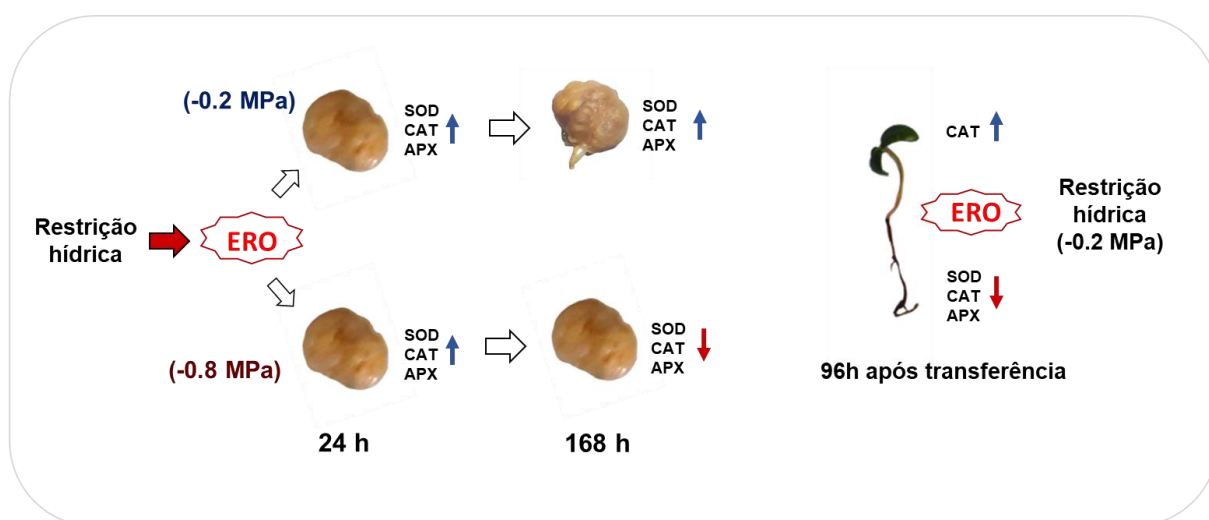 Restrição
hídrica
ERO
(-0.2 MPa)
SOD
CAT
APX
SOD
CAT
APX
(-0.8 MPa)
SOD
CAT
APX
SOD
CAT
APX
24 h
168 h
CAT
ERO
Restrição
hídrica
(-0.2 MPa)
SOD
CAT
APX
96h após transferência